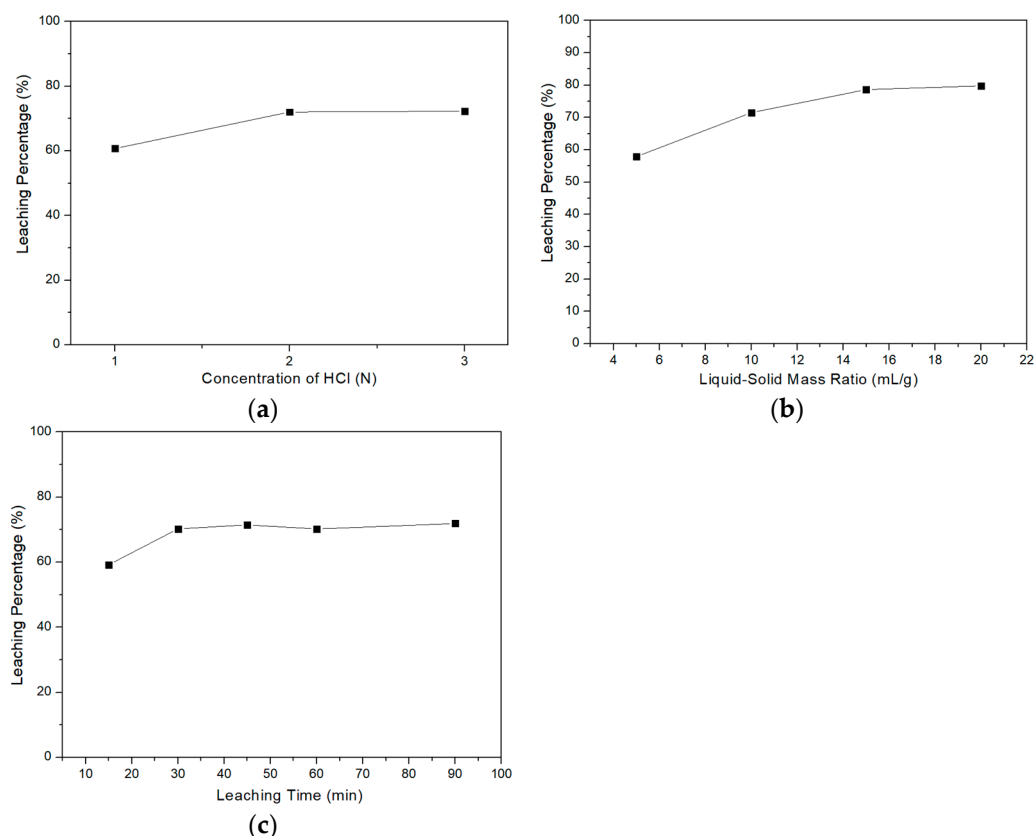 Leaching Percentage (%)
100
80
60
40
20
0
1 2 3
Concentration of HCl (N)
(a)
Leaching Percentage (%)
100
90
80
70
60
50
40
30
20
10
0
4 6 8 10 12 14 16 18 20 22
Liquid-Solid Mass Ratio (mL/g)
(b)
Leaching Percentage (%)
100
80
60
40
20
0
10 20 30 40 50 60 70 80 90 100
Leaching Time (min)
(c)